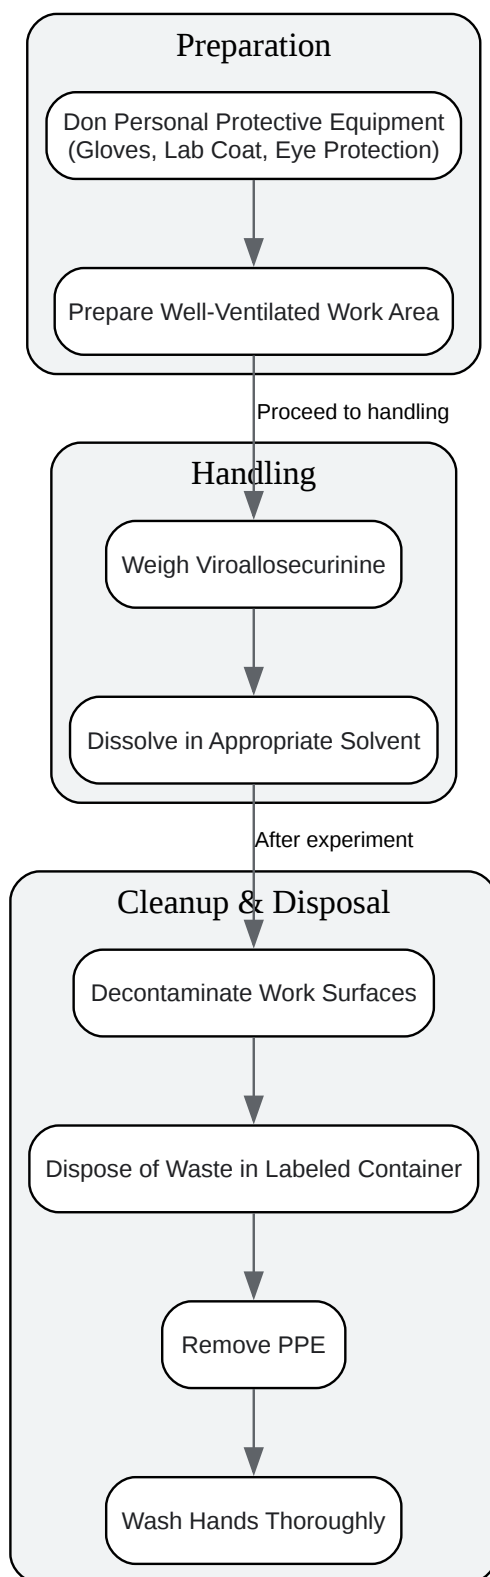 Preparation
Don Personal Protective Equipment
(Gloves, Lab Coat, Eye Protection)
Prepare Well-Ventilated Work Area
Proceed to handling
Handling
Weigh Viroallosecurinine
Dissolve in Appropriate Solvent
After experiment
Cleanup & Disposal
Decontaminate Work Surfaces
Dispose of Waste in Labeled Container
Remove PPE
Wash Hands Thoroughly